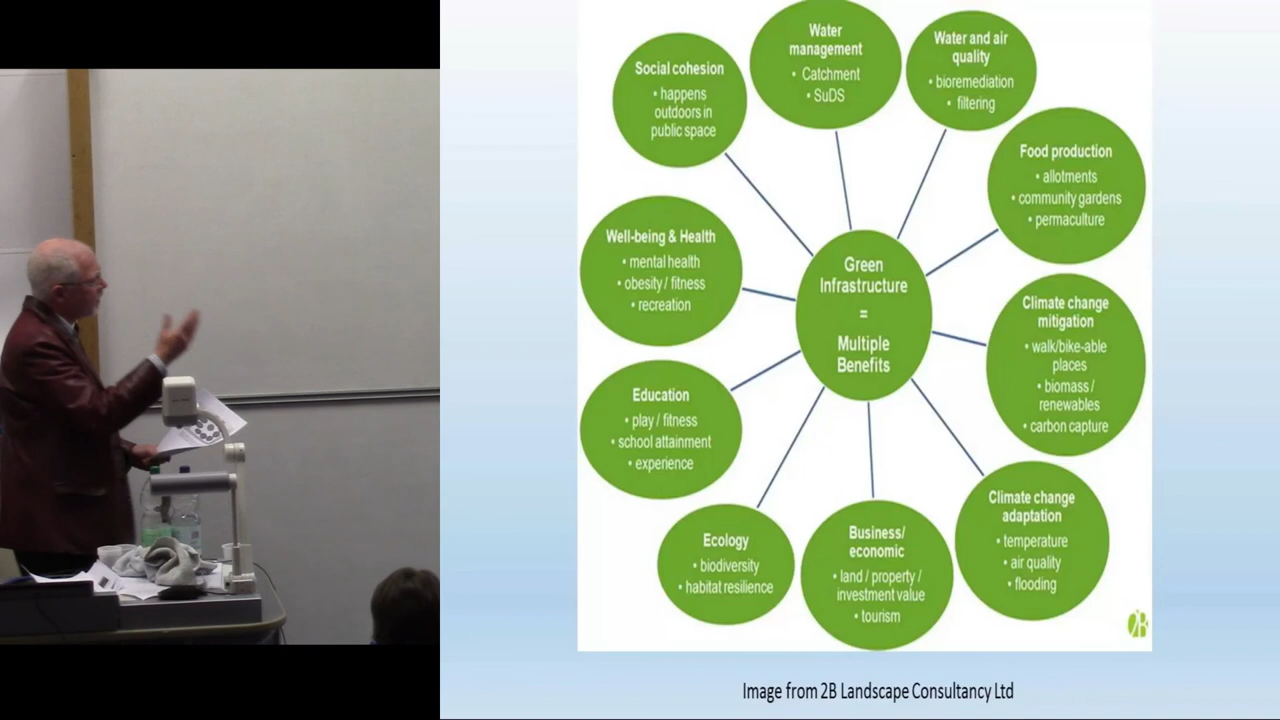 Social cohesion
• happens
outdoors in
public space
Water
management
• Catchment
• SuDS
Water and air
quality
• bioremediation
• filtering
Food production
• allotments
• community gardens
• permaculture
Well-being & Health
• mental health
• obesity / fitness
• recreation
Green
Infrastructure
=
Multiple
Benefits
Climate change
mitigation
• walk/bike-able
places
• biomass /
renewables
• carbon capture
Education
• play / fitness
• school attainment
• experience
Climate change
adaptation
• temperature
• air quality
• flooding
Ecology
• biodiversity
• habitat resilience
Business/
economic
• land / property /
investment value
• tourism
2B
Image from 2B Landscape Consultancy Ltd